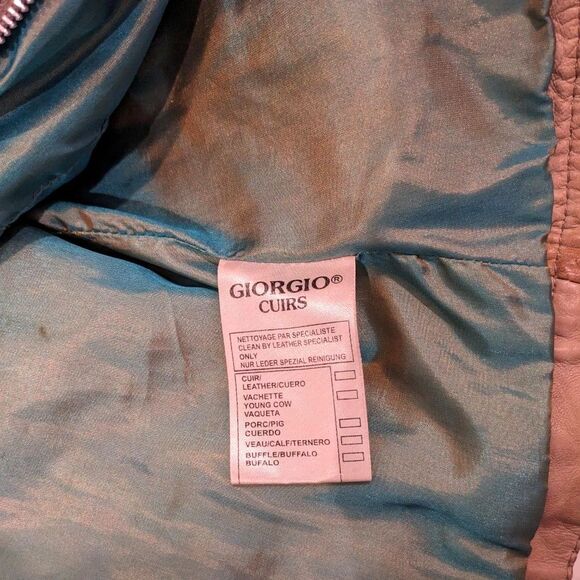 GIORGIO®
CUIRS
NETTOYAGE PAR SPECIALISTE
CLEAN BY LEATHER SPECIALIST
ONLY
NUR LEDER SPEZIAL REINIGUNG
CUIR/
LEATHER/CUERO
VACHETTE
YOUNG COW
VAQUETA
PORC/PIG
CUERDO
VEAU/CALF/TERNERO
BUFFLE/BUFFALO
BUFALO